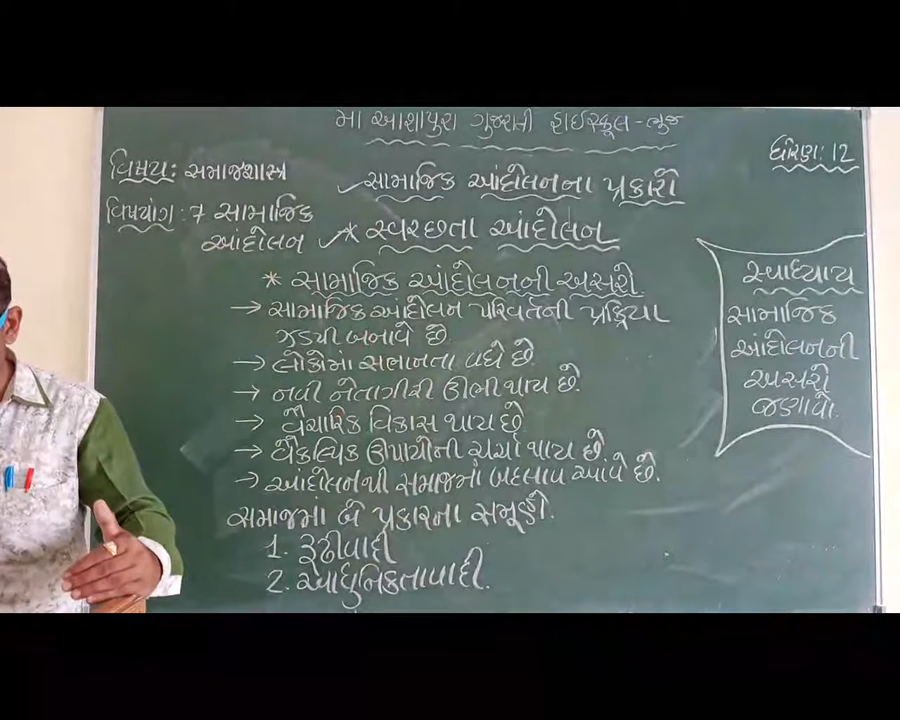 મા આશાપુરા ગુજરાતી હાઈસ્કૂલ - ભુજ
ધોરણ: 12
વિષય: સમાજશાસ્ત્ર
સામાજિક આંદોલનના પ્રકારો
વિષયાંગ: 7 સામાજિક આંદોલન
* સ્વચ્છતા આંદોલન
* સામાજિક આંદોલનની અસરો
→ સામાજિક આંદોલન પરિવર્તની પ્રક્રિયા
ઝડપી બનાવે છે.
→ લોકોમાં સભાનતા વધે છે.
→ નવી નેતાગીરી ઊભી થાય છે.
→ વૈચારિક વિકાસ થાય છે
→ વૈકલ્પિક ઉપાયોની ચર્ચા થાય છે.
→ આંદોલનથી સમાજમાં બદલાવ આવે છે.
સમાજમાં બે પ્રકારના સમૂહો.
1. રૂઢીવાદી
2. આધુનિકતાવાદી.
સ્વાધ્યાય
સામાજિક
આંદોલનની
અસરો
જણાવો.